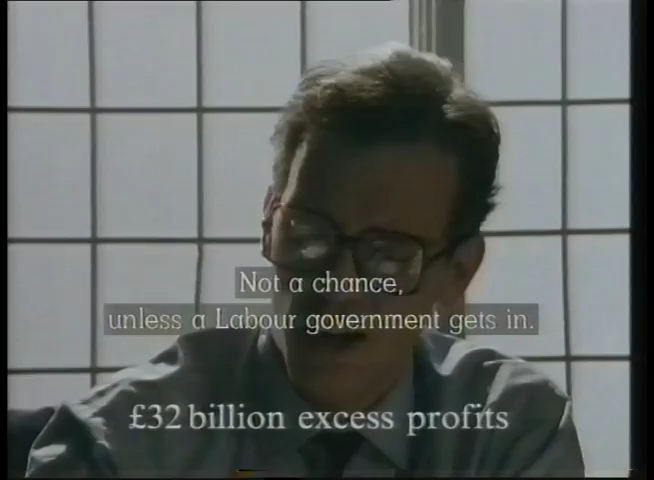 Not a chance,
unless a Labour government gets in.
£32 billion excess profits